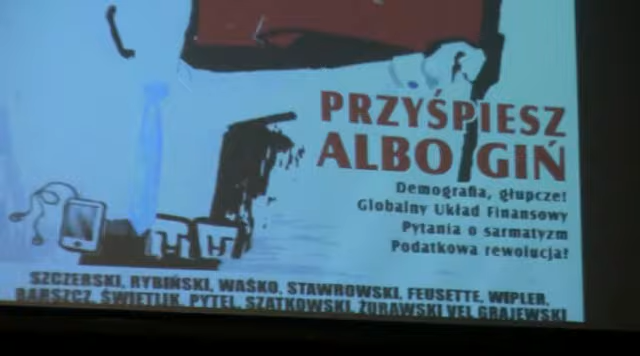 PRZYŚPIESZ
ALBO GIŃ
Demografia, głupcze!
Globalny Układ Finansowy
Pytania o sarmatyzm
Podatkowa rewolucja!
SZCZERSKI, RYBIŃSKI, WAŚKO, STAWROWSKI, FEUSETTE, WIPLER,
BARSZCZ, ŚWIETLIK, PYTEL, SZATKOWSKI, ŻURAWSKI VEL GRAJEWSKI